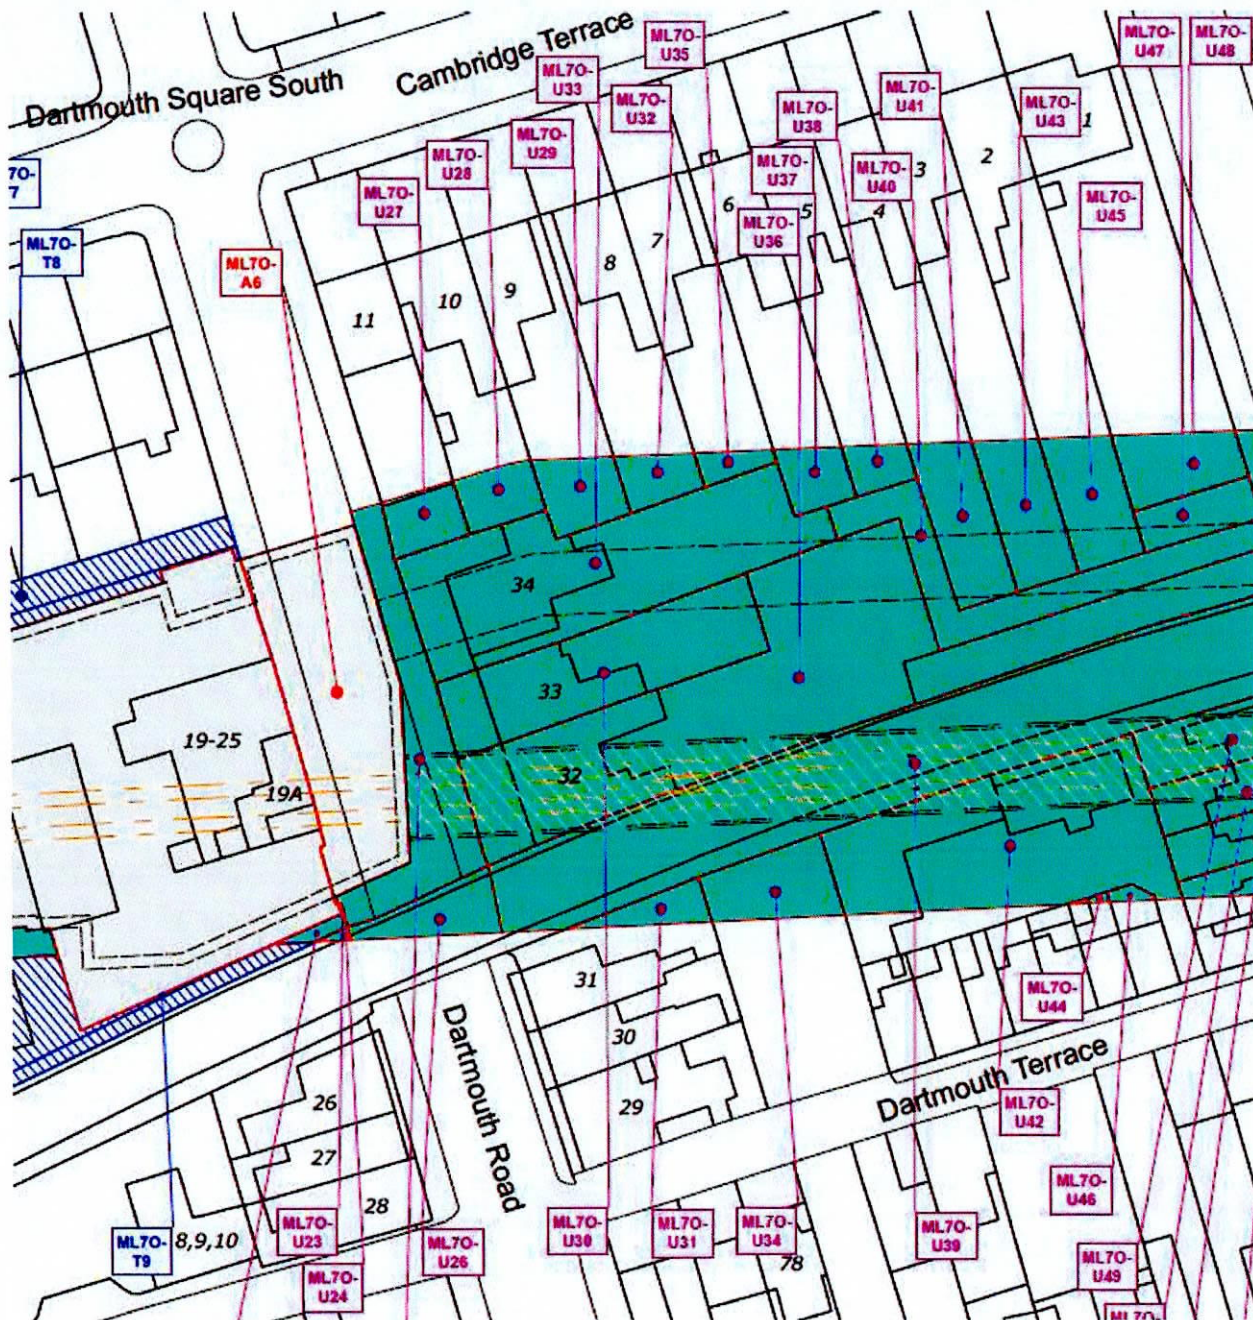 Dartmouth Square South
Cambridge Terrace
ML7O-
U35
ML7O-
U47
ML7O-
U48
ML7O-
U33
ML7O-
U32
ML7O-
U38
ML7O-
U41
ML7O-
U43
1
ML7O-
U29
ML7O-
U28
ML7O-
U37
ML7O-
U40
3
2
7O-
7
ML7O-
U27
6
5
4
ML7O-
U45
ML7O-
U36
ML7O-
T8
ML7O-
A6
8
7
11
10
9
34
33
19-25
32
19A
31
30
29
ML7O-
U44
Dartmouth Road
Dartmouth Terrace
26
27
28
ML7O-
U42
ML7O-
U46
ML7O-
T9
8,9,10
ML7O-
U23
ML7O-
U26
ML7O-
U30
ML7O-
U31
ML7O-
U34
ML7O-
U39
78
ML7O-
U49
ML7O-
U24
ML7O-